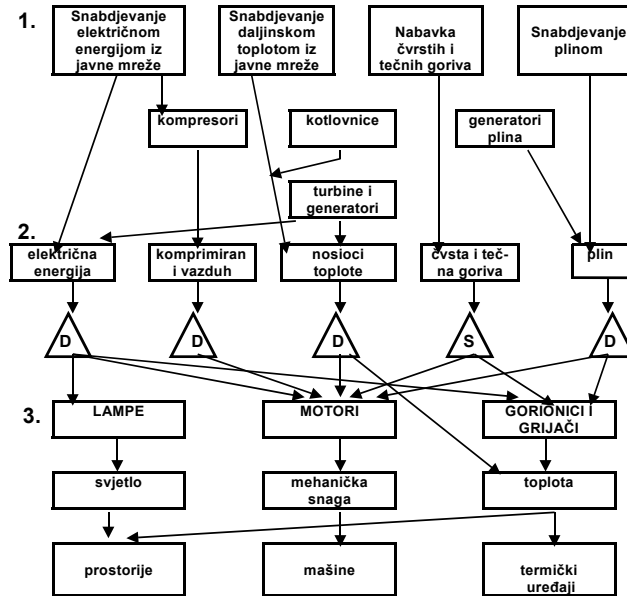 1.
Snabdjevanje
električnom
energijom iz
javne mreže
Snabdjevanje
daljinskom
toplotom iz
javne mreže
Nabavka
čvrstih i
tečnih goriva
Snabdjevanje
plinom
kompresori
kotlovnice
generatori
plina
turbine i
generatori
2.
električna
energija
komprimiran
i vazduh
nosioci
toplote
čvsta i teč-
na goriva
plin
D
D
D
S
D
3.
LAMPE
MOTORI
GORIONICI I
GRIJAČI
svjetlo
mehanička
snaga
toplota
prostorije
mašine
termički
uređaji